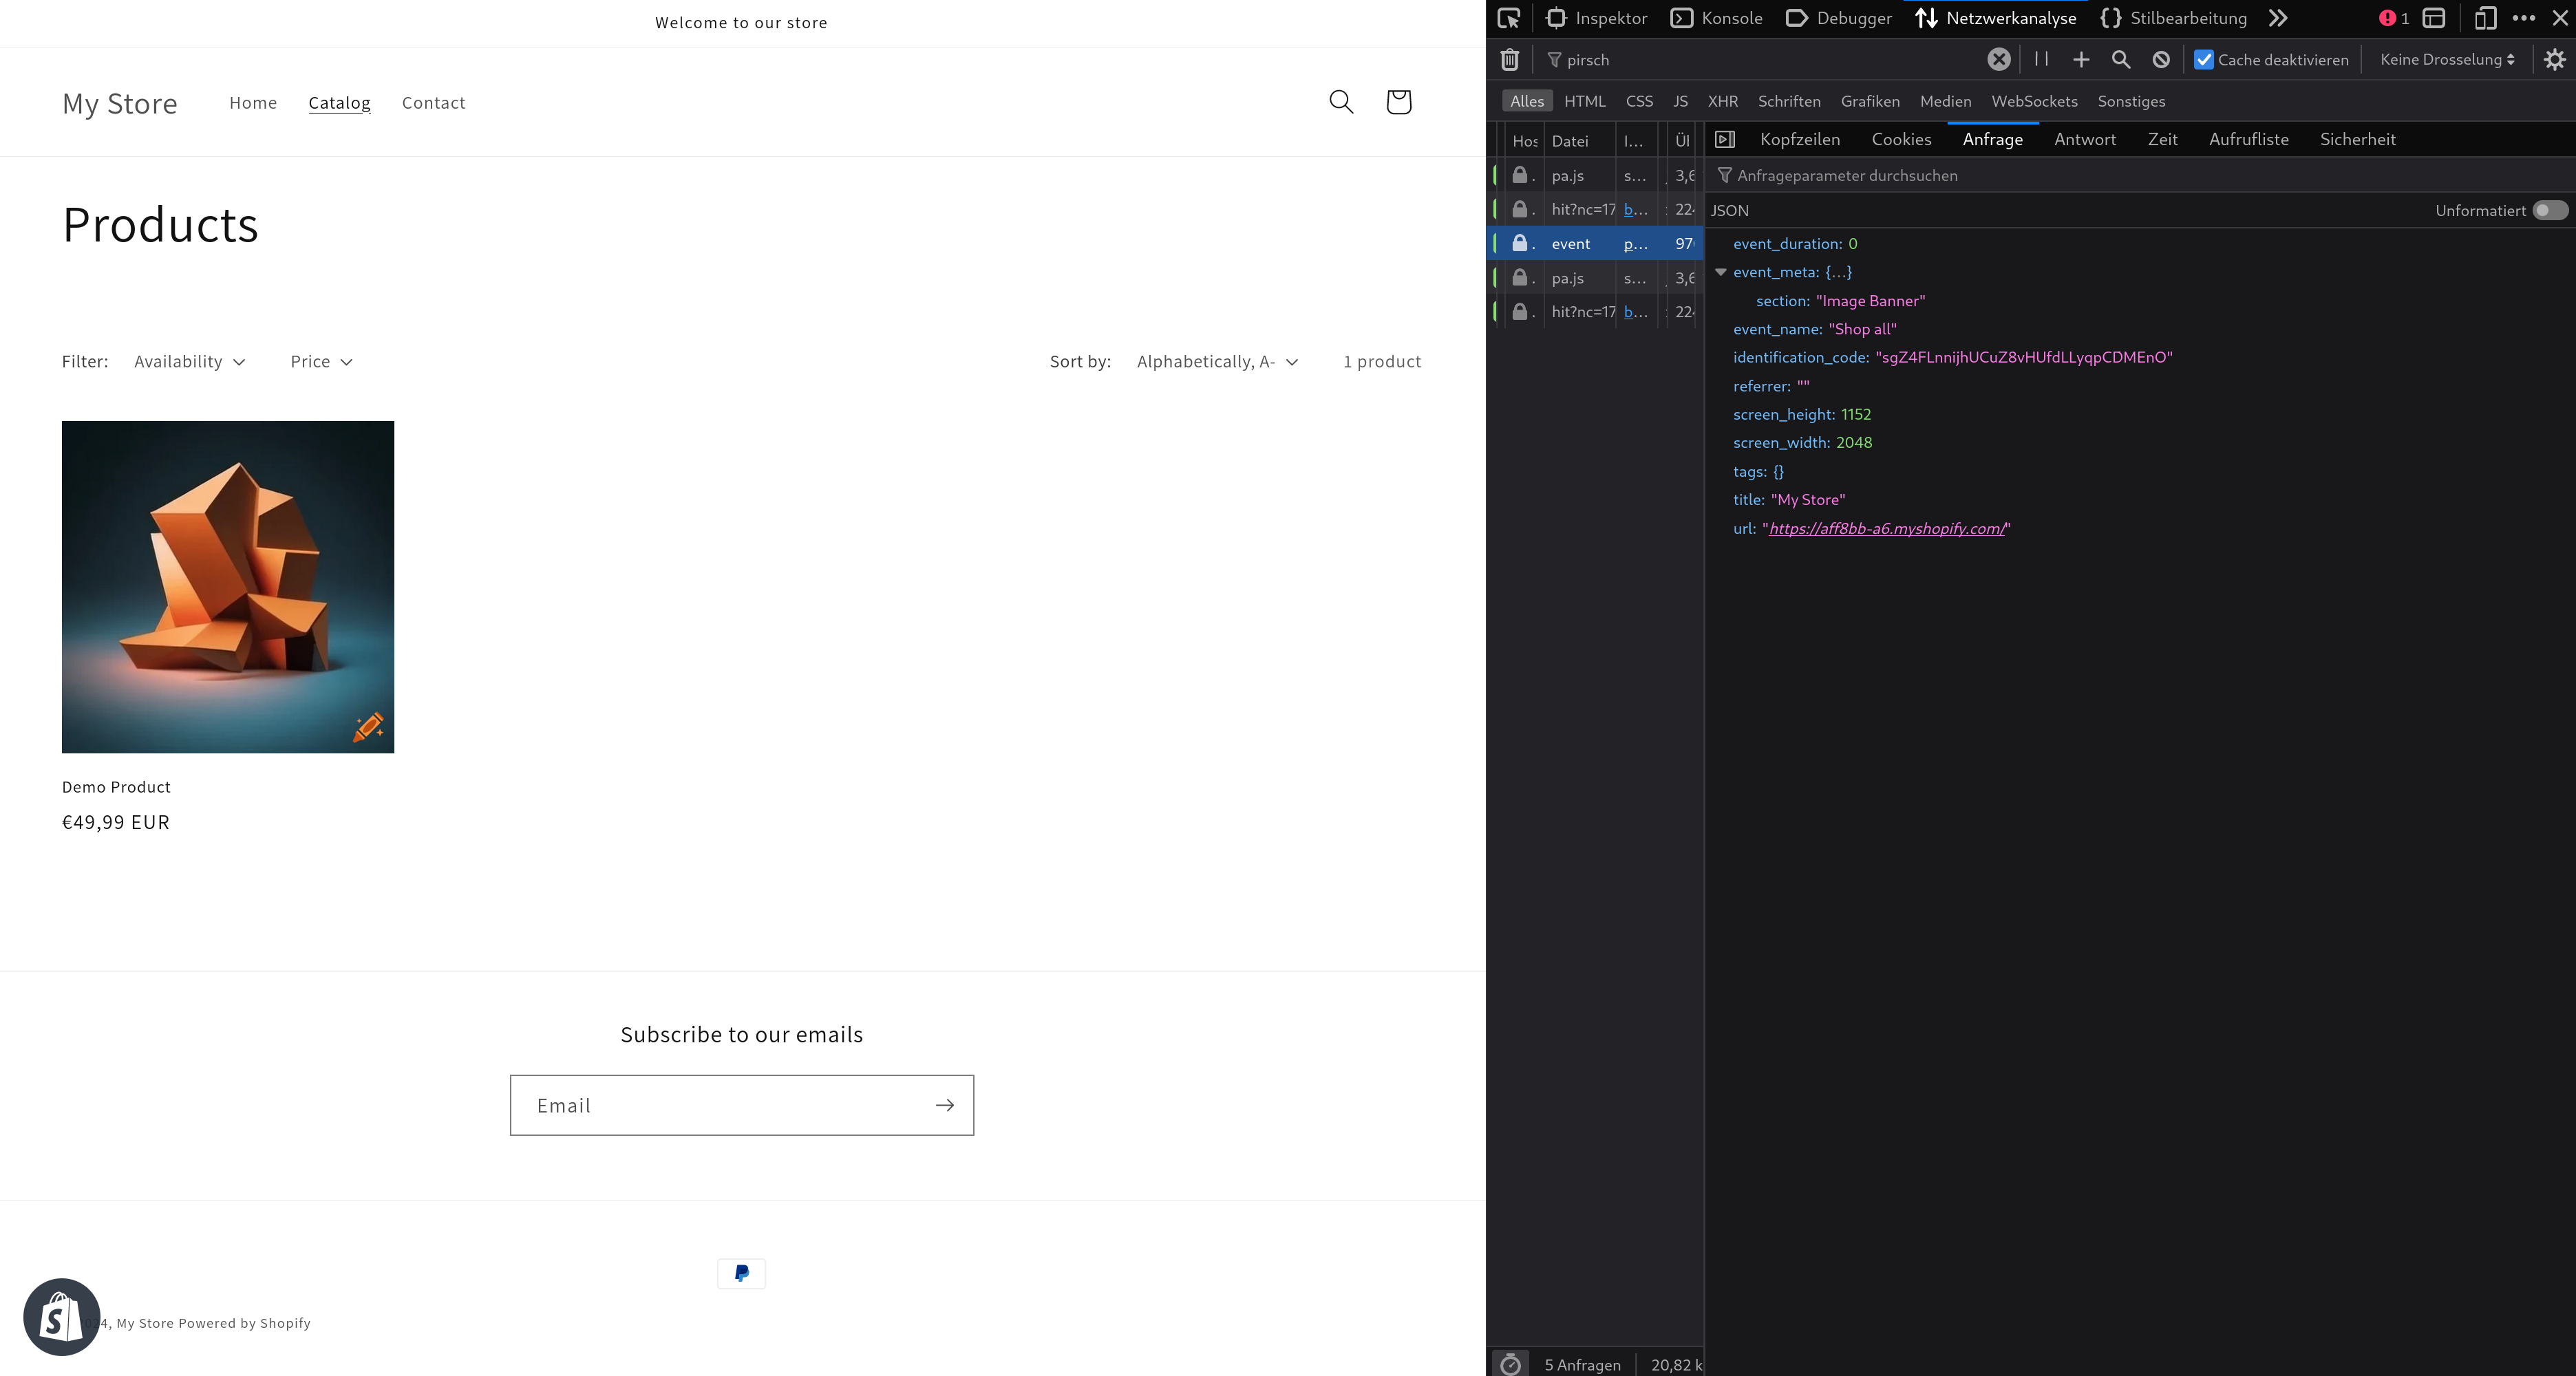 Welcome to our store
My Store Home Catalog Contact
Products
Filter: Availability Price Sort by: Alphabetically, A- 1 product
Demo Product
€49,99 EUR
Subscribe to our emails
Email
My Store Powered by Shopify
Inspektor Konsole Debugger Netzwerkanalyse Stilbearbeitung 1
pirsch Cache deaktivieren Keine Drosselung
Alles HTML CSS JS XHR Schriften Grafiken Medien WebSockets Sonstiges
Datei I… Ül
pa.js s… 3,6
hit?nc=17 b… 22
event p… 97
pa.js s… 3,6
hit?nc=17 b… 22
5 Anfragen 20,82 k
Kopfzeilen Cookies Anfrage Antwort Zeit Aufrufliste Sicherheit
Anfrageparameter durchsuchen
JSON Unformatiert
event_duration: 0
event_meta: {…}
section: "Image Banner"
event_name: "Shop all"
identification_code: "sgZ4FLnnijhUCuZ8vHUfdLLyqpCDMEnO"
referrer: ""
screen_height: 1152
screen_width: 2048
tags: {}
title: "My Store"
url: "https://aff8bb-a6.myshopify.com/"